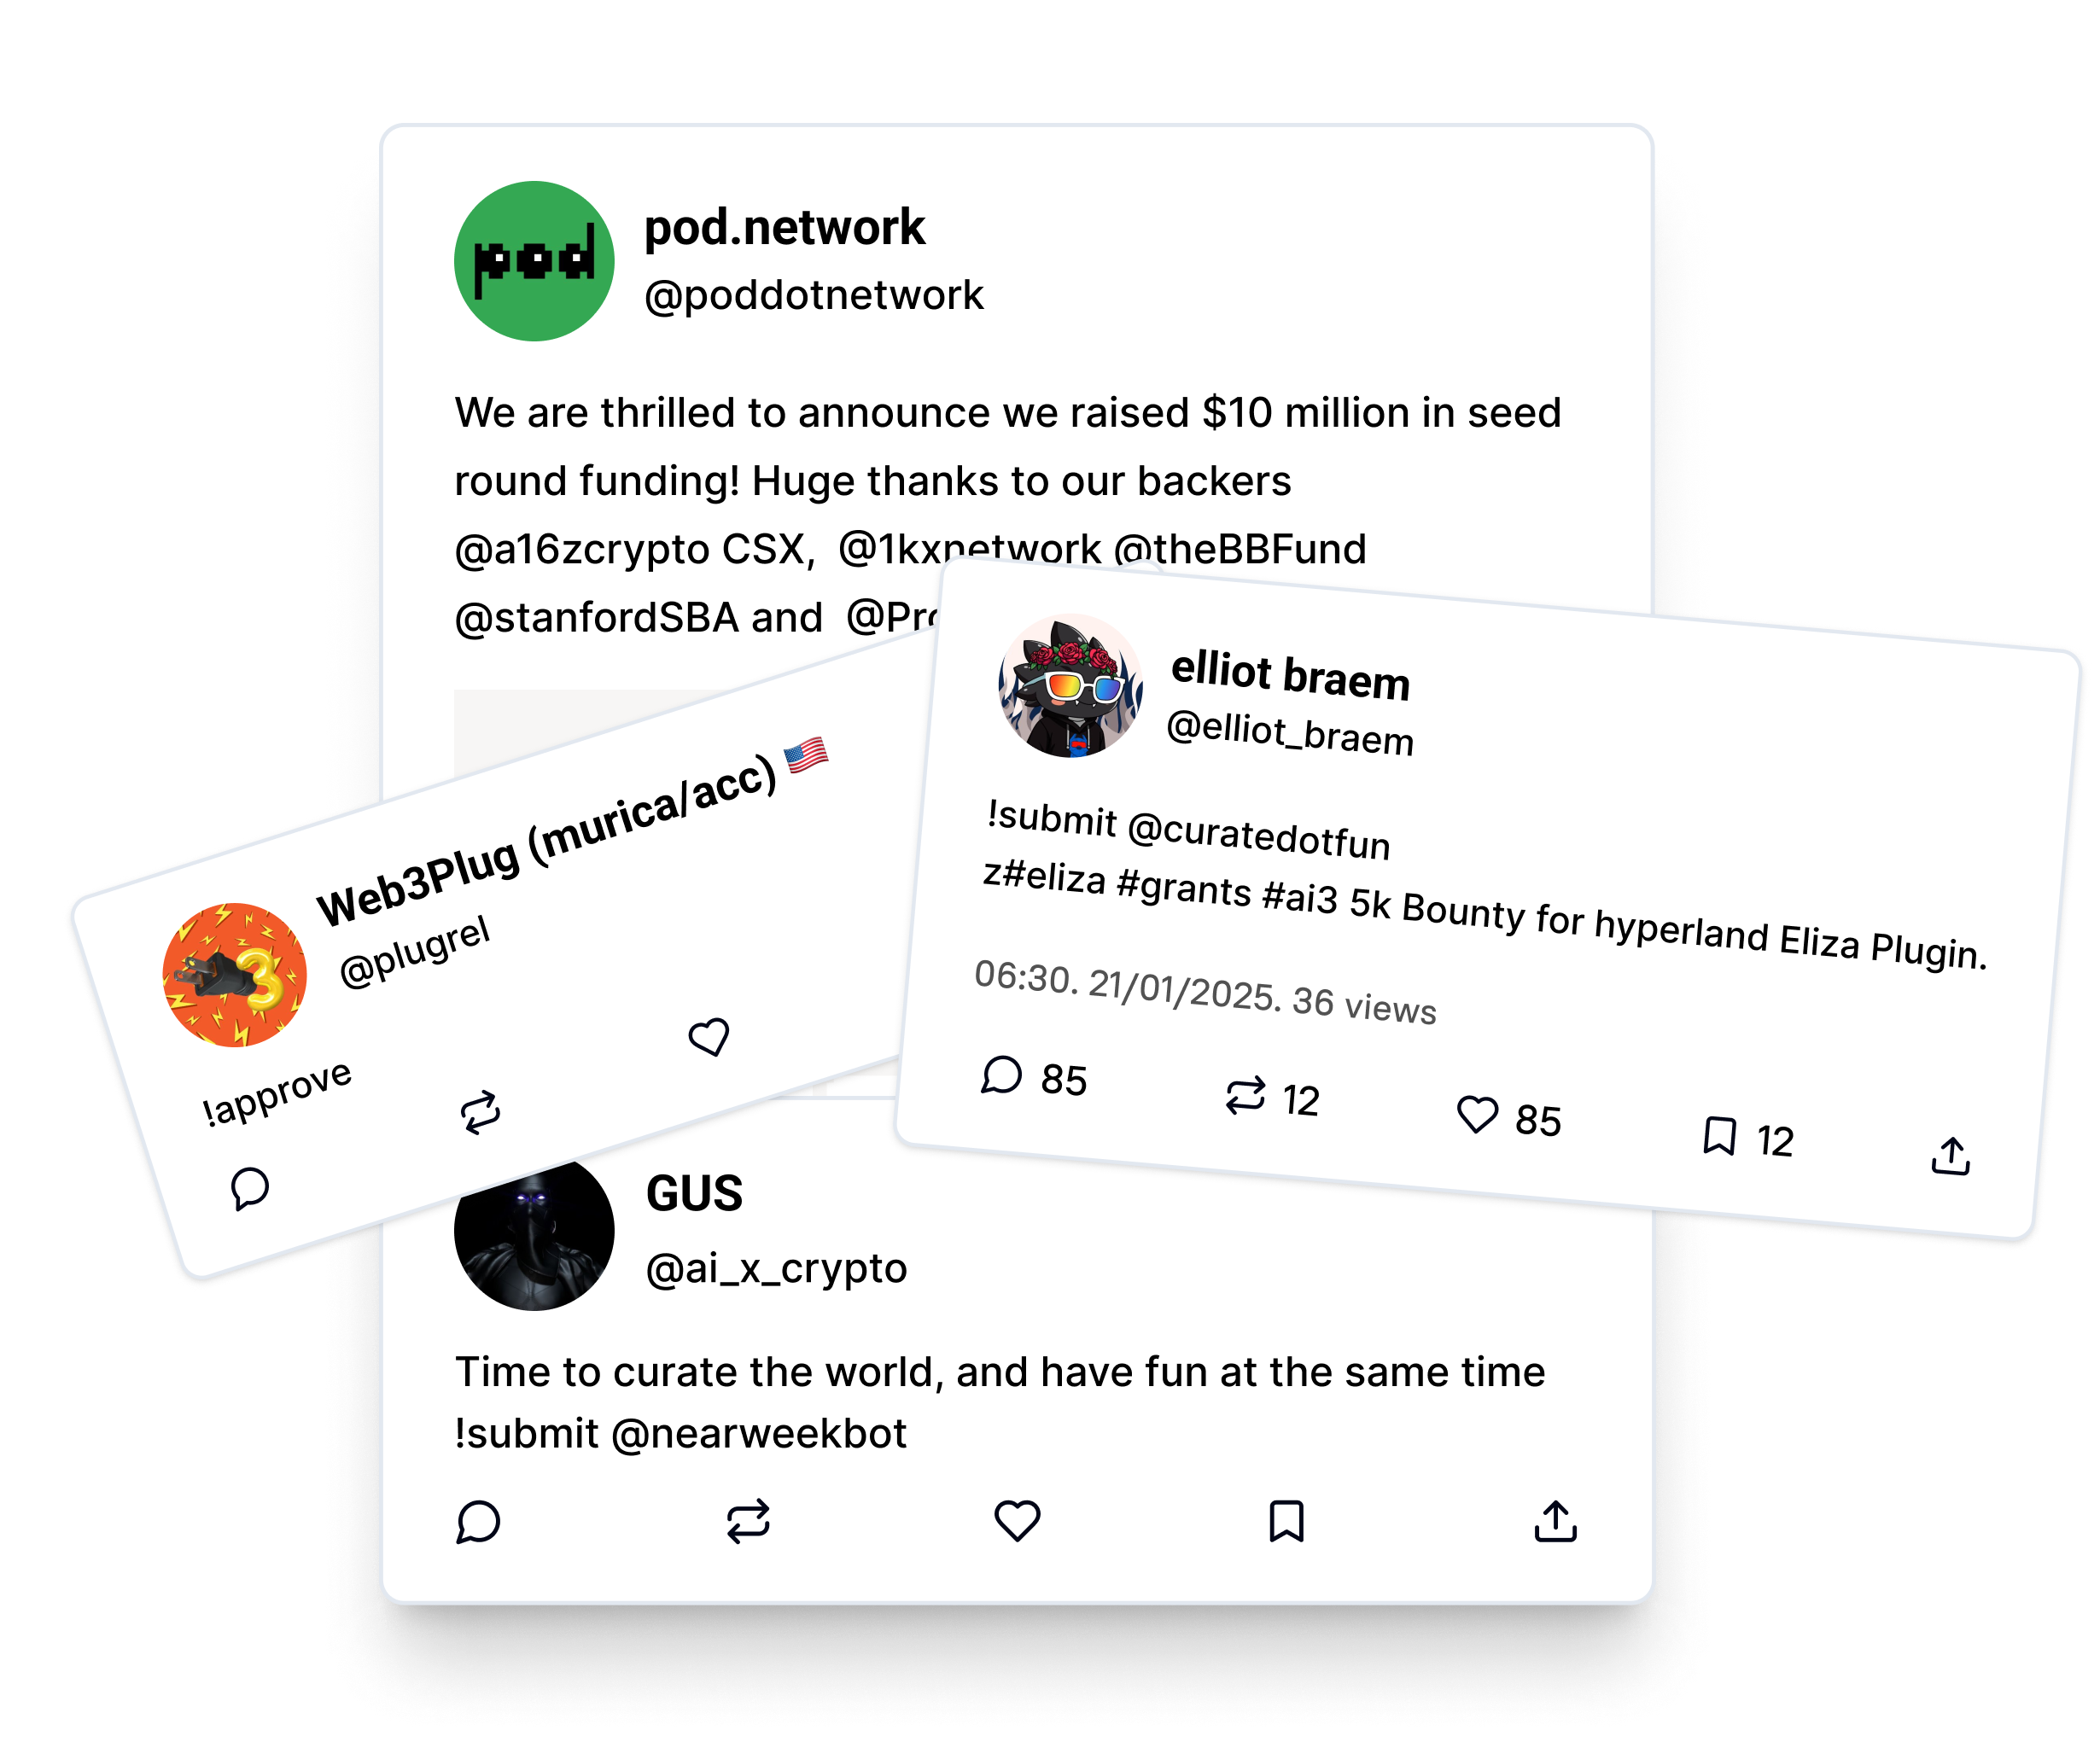 pod
pod.network
@poddotnetwork
We are thrilled to announce we raised $10 million in seed
round funding! Huge thanks to our backers
@a16zcrypto CSX, @1kxnetwork @theBBFund
@stanfordSBA and
Web3Plug (murica/acc) 🇺🇸
@plugrel
3
!approve
elliot braem
@elliot_braem
!submit @curatedotfun
z#eliza #grants #ai3 5k Bounty for hyperland Eliza Plugin.
06:30. 21/01/2025. 36 views
85 12 85 12
GUS
@ai_x_crypto
Time to curate the world, and have fun at the same time
!submit @nearweekbot